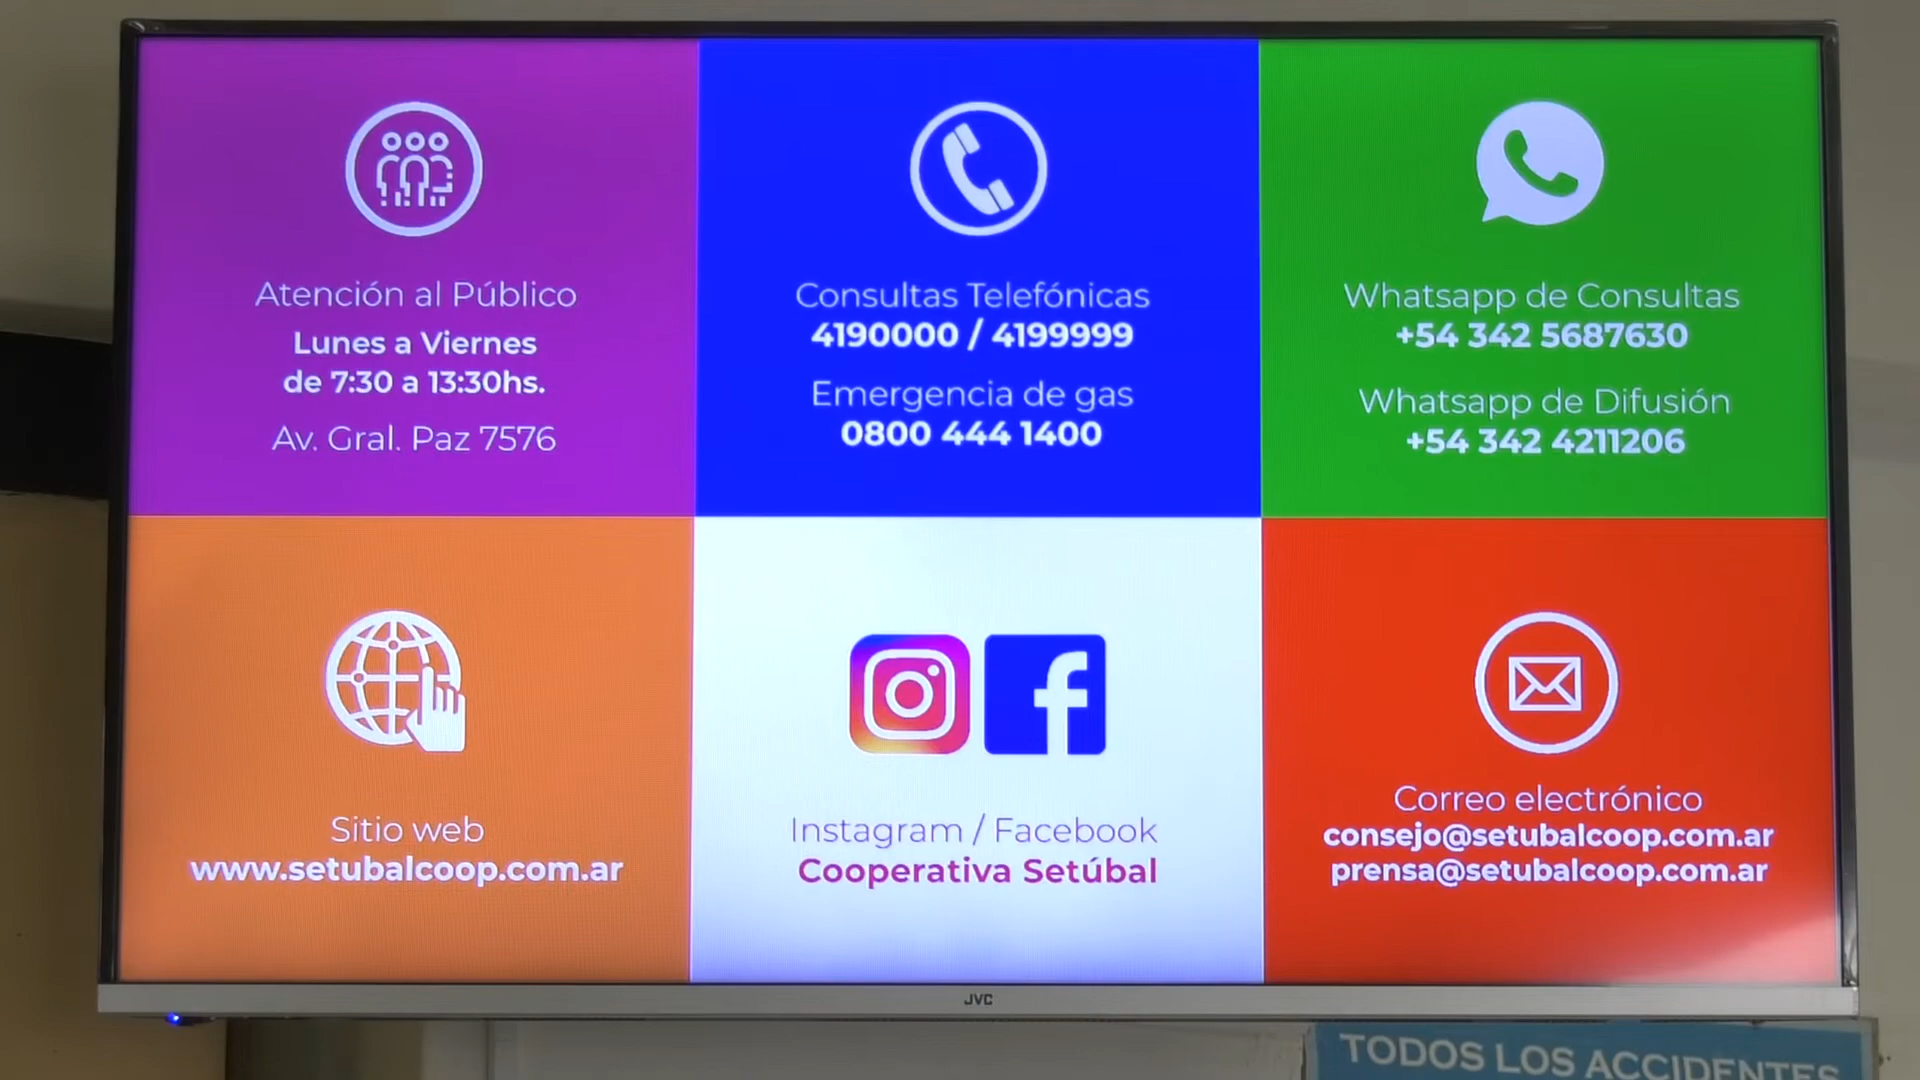 Atención al Público
Lunes a Viernes
de 7:30 a 13:30hs.
Av. Gral. Paz 7576
Consultas Telefónicas
4190000 / 4199999
Emergencia de gas
0800 444 1400
Whatsapp de Consultas
+54 342 5687630
Whatsapp de Difusión
+54 342 4211206
Sitio web
www.setubalcoop.com.ar
Instagram / Facebook
Cooperativa Setúbal
Correo electrónico
consejo@setubalcoop.com.ar
prensa@setubalcoop.com.ar
JVC
TODOS LOS ACCIDENTES